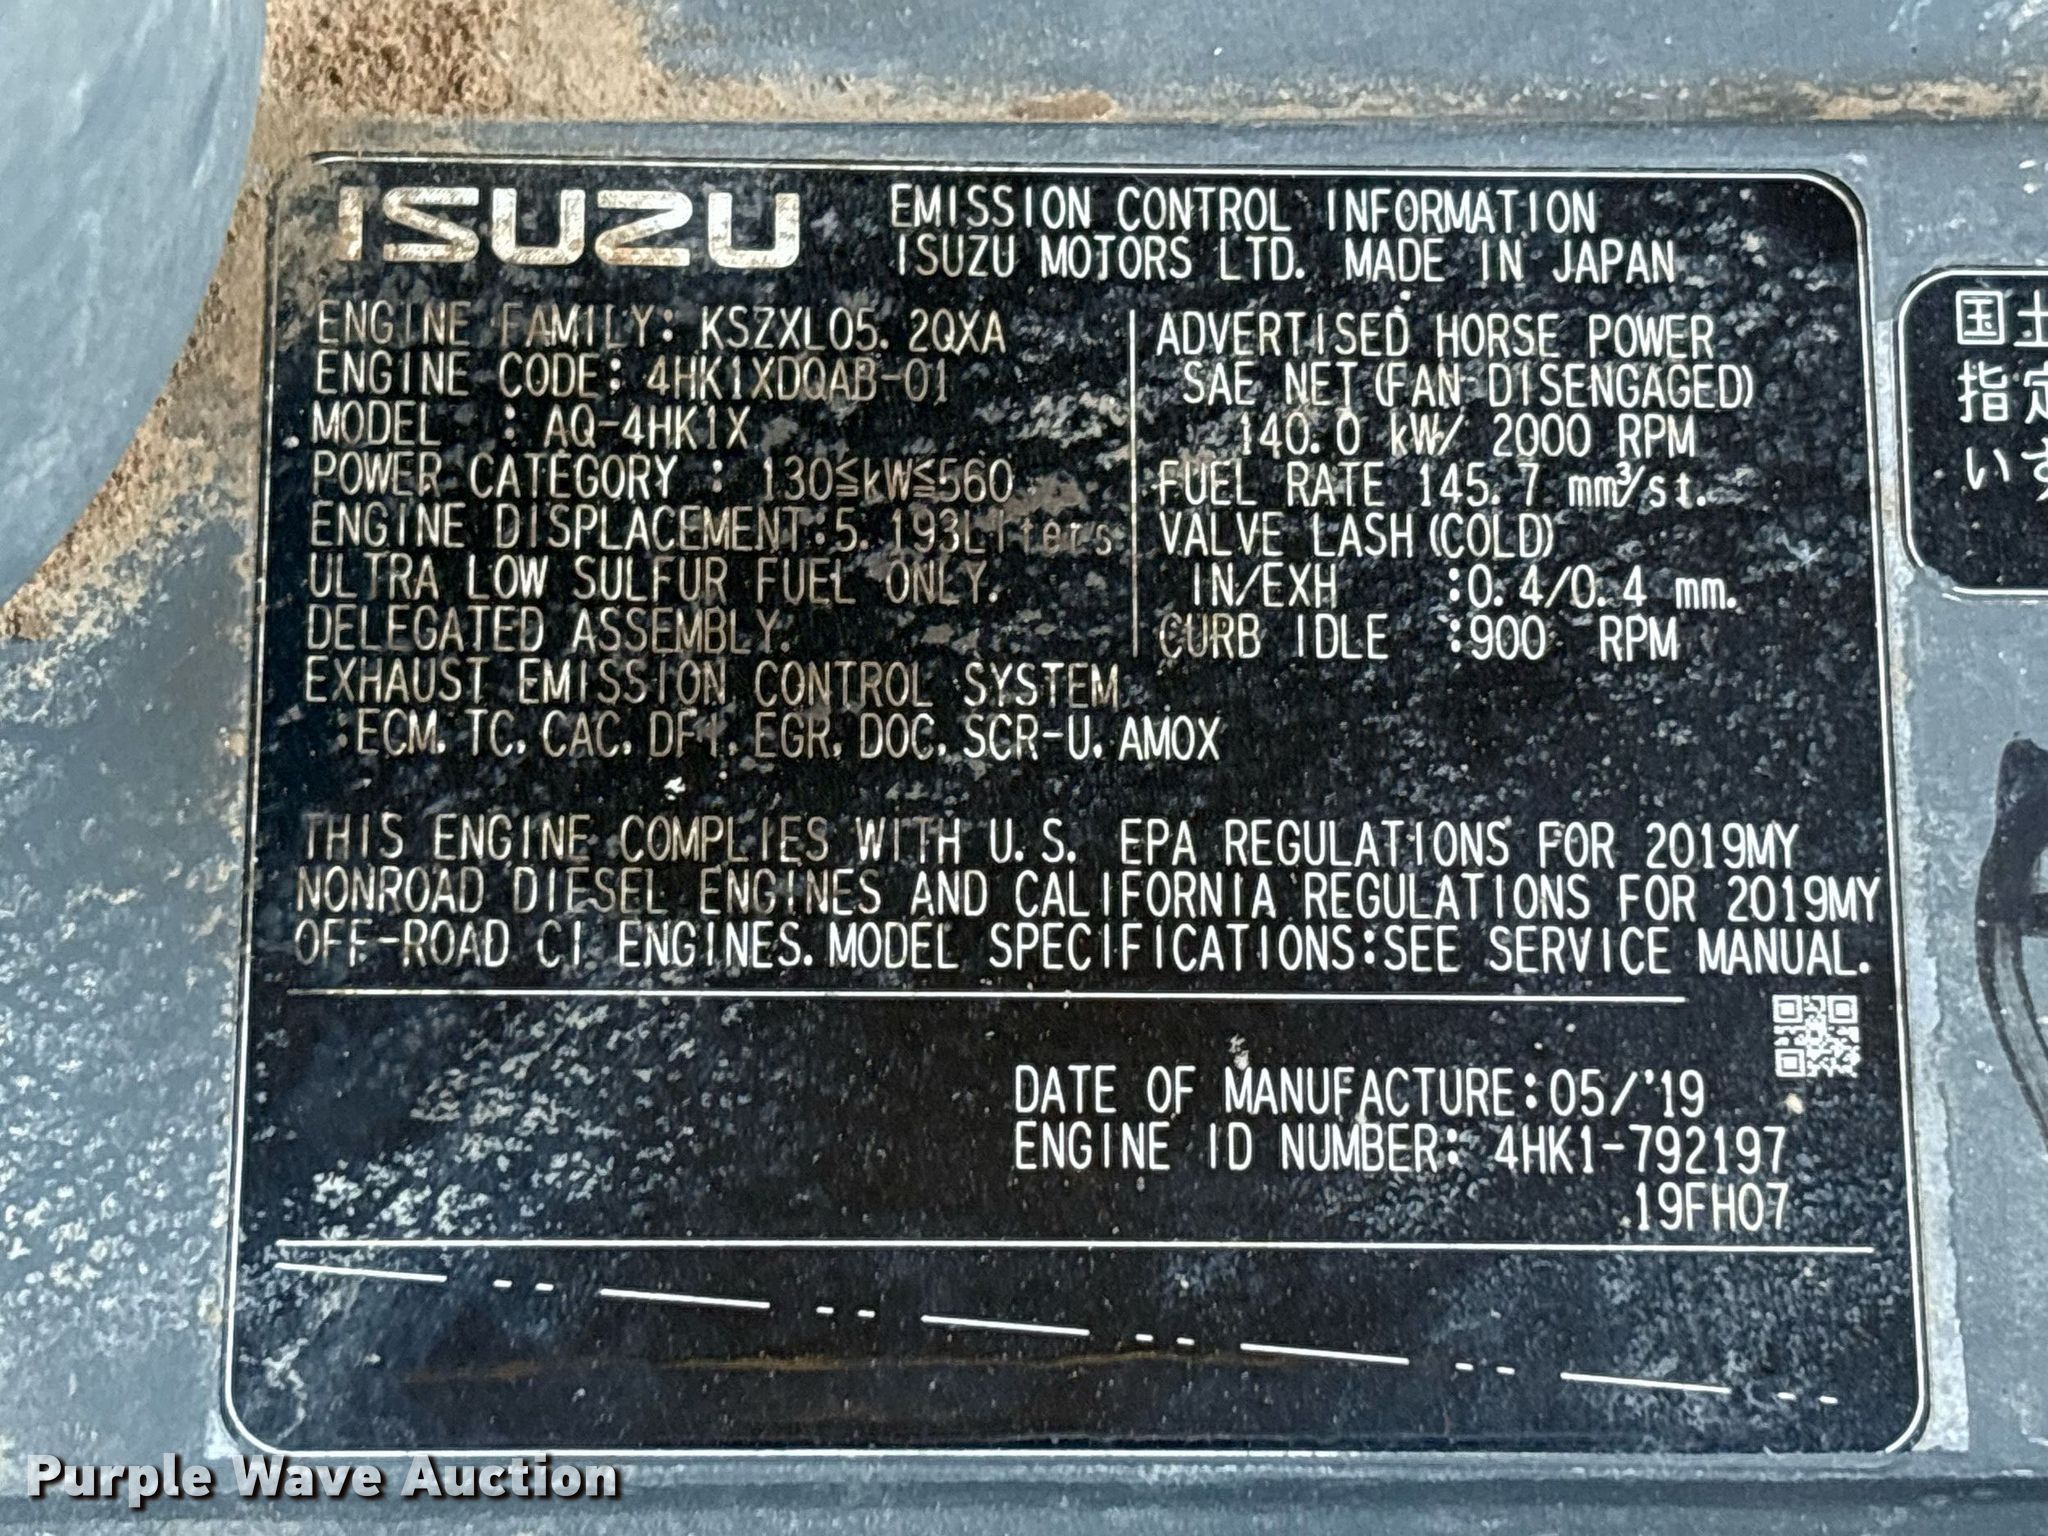 ISUZU
EMISSION CONTROL INFORMATION
ISUZU MOTORS LTD. MADE IN JAPAN
ENGINE FAMILY: KSZXL05.2QXA
ENGINE CODE: 4HK1XDQAB-01
MODEL : AQ-4HK1X
POWER CATEGORY : 130≦kW≦560
ENGINE DISPLACEMENT:5.193Liters
ULTRA LOW SULFUR FUEL ONLY.
DELEGATED ASSEMBLY.
ADVERTISED HORSE POWER
SAE NET (FAN DISENGAGED)
140.0 kW/ 2000 RPM
FUEL RATE 145.7 mm³/st.
VALVE LASH (COLD)
IN/EXH :0.4/0.4 mm.
CURB IDLE :900 RPM
EXHAUST EMISSION CONTROL SYSTEM
:ECM, TC, CAC, DFI, EGR, DOC, SCR-U, AMOX
THIS ENGINE COMPLIES WITH U.S. EPA REGULATIONS FOR 2019MY
NONROAD DIESEL ENGINES AND CALIFORNIA REGULATIONS FOR 2019MY
OFF-ROAD CI ENGINES. MODEL SPECIFICATIONS:SEE SERVICE MANUAL.
DATE OF MANUFACTURE:05/'19
ENGINE ID NUMBER: 4HK1-792197
19FH07
国土
指定
いす
Purple Wave Auction